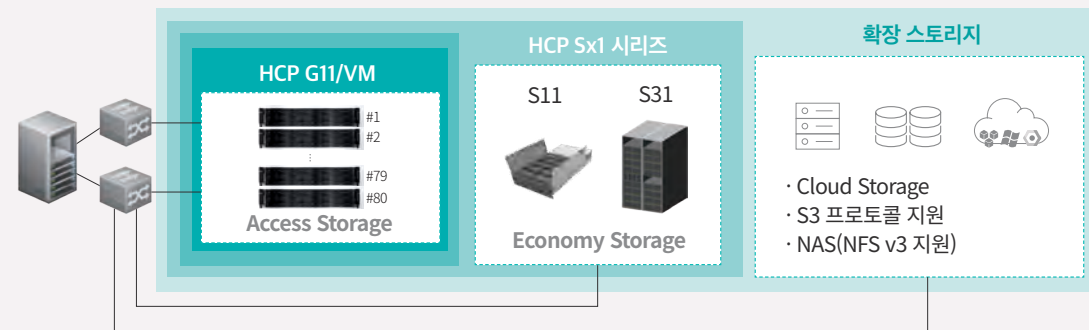 HCP G11/VM
#1
#2
#79
#80
Access Storage
HCP Sx1 시리즈
S11
S31
Economy Storage
확장 스토리지
· Cloud Storage
· S3 프로토콜 지원
· NAS(NFS v3 지원)